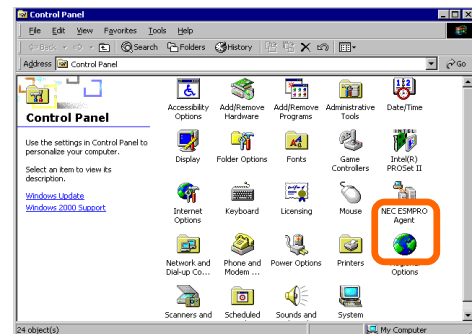 Control Panel
File Edit View Favorites Tools Help
Back Search Folders History
Address Control Panel Go
Control Panel
Use the settings in Control Panel to
personalize your computer.
Select an item to view its
description.
Windows Update
Windows 2000 Support
Accessibility Options
Add/Remove Hardware
Add/Remove Programs
Administrative Tools
Date/Time
Display
Folder Options
Fonts
Game Controllers
Intel(R) PROSet II
Internet Options
Keyboard
Licensing
Mouse
NEC ESMPRO Agent
Network and Dial-up Co...
Phone and Modem ...
Power Options
Printers
Options
Scanners and
Scheduled
Sounds and
System
24 object(s) My Computer